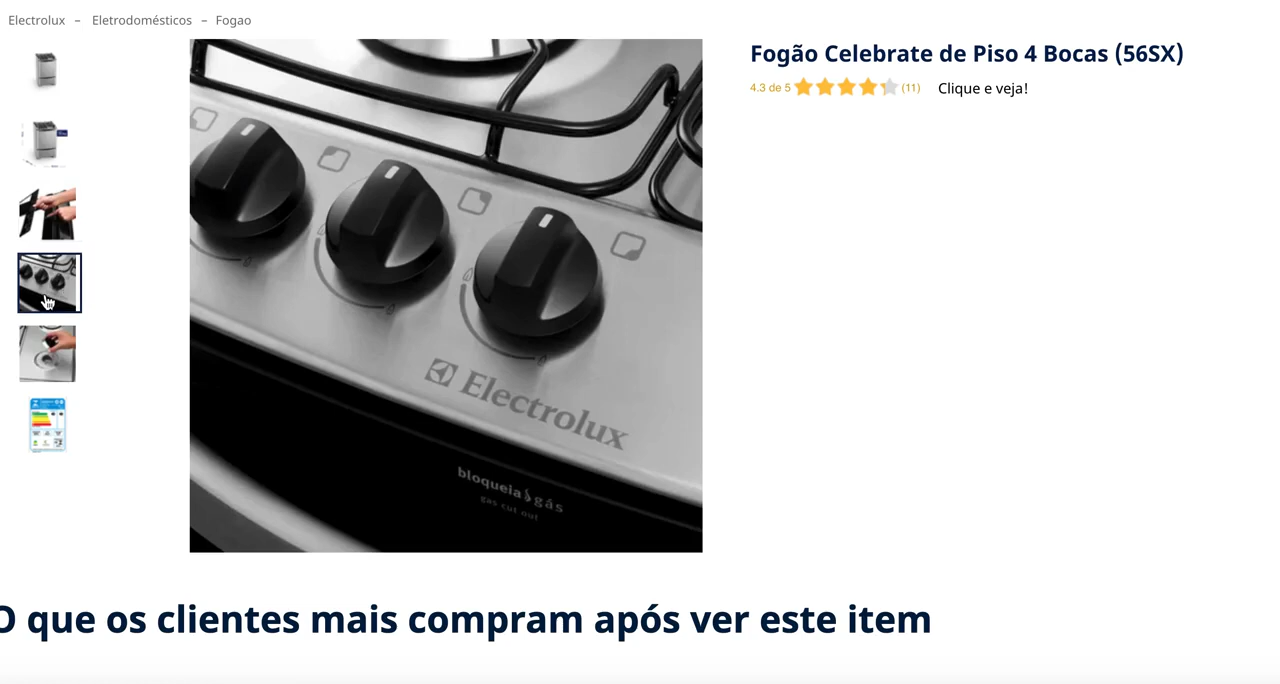 Electrolux – Eletrodomésticos – Fogao
Fogão Celebrate de Piso 4 Bocas (56SX)
4.3 de 5 (11) Clique e veja!
Electrolux
bloqueia gás
gas cut out
O que os clientes mais compram após ver este item